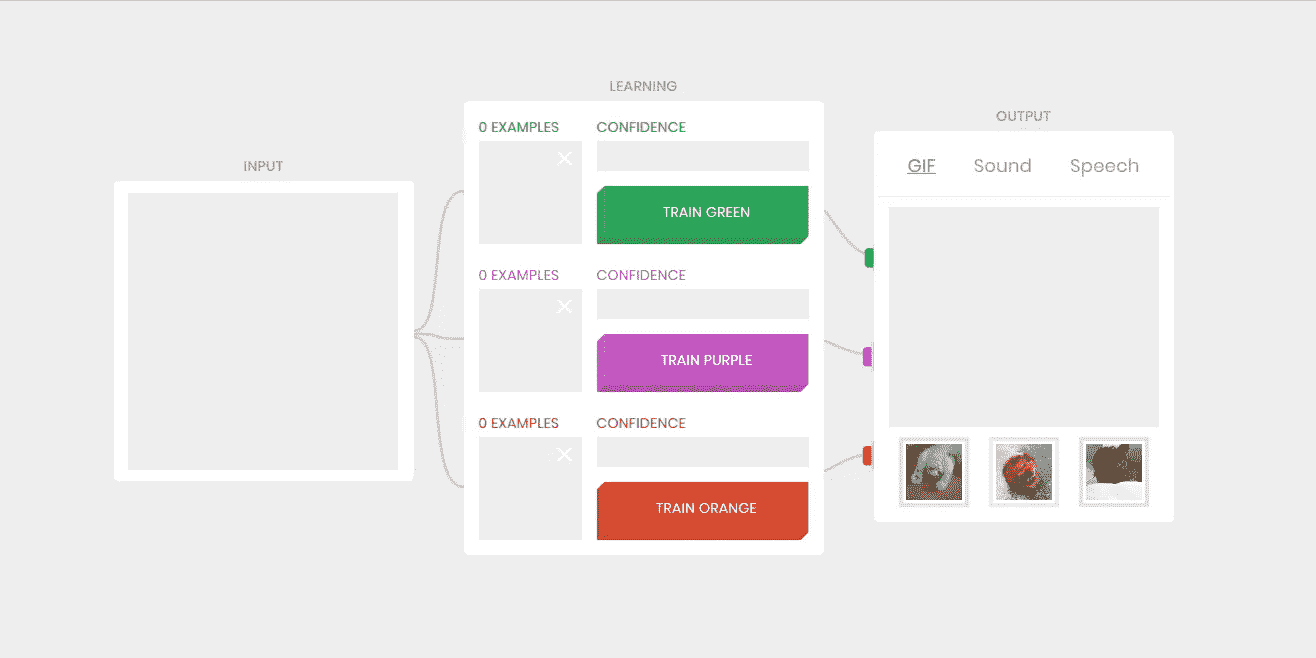 INPUT
LEARNING
0 EXAMPLES CONFIDENCE
TRAIN GREEN
0 EXAMPLES CONFIDENCE
TRAIN PURPLE
0 EXAMPLES CONFIDENCE
TRAIN ORANGE
OUTPUT
GIF Sound Speech